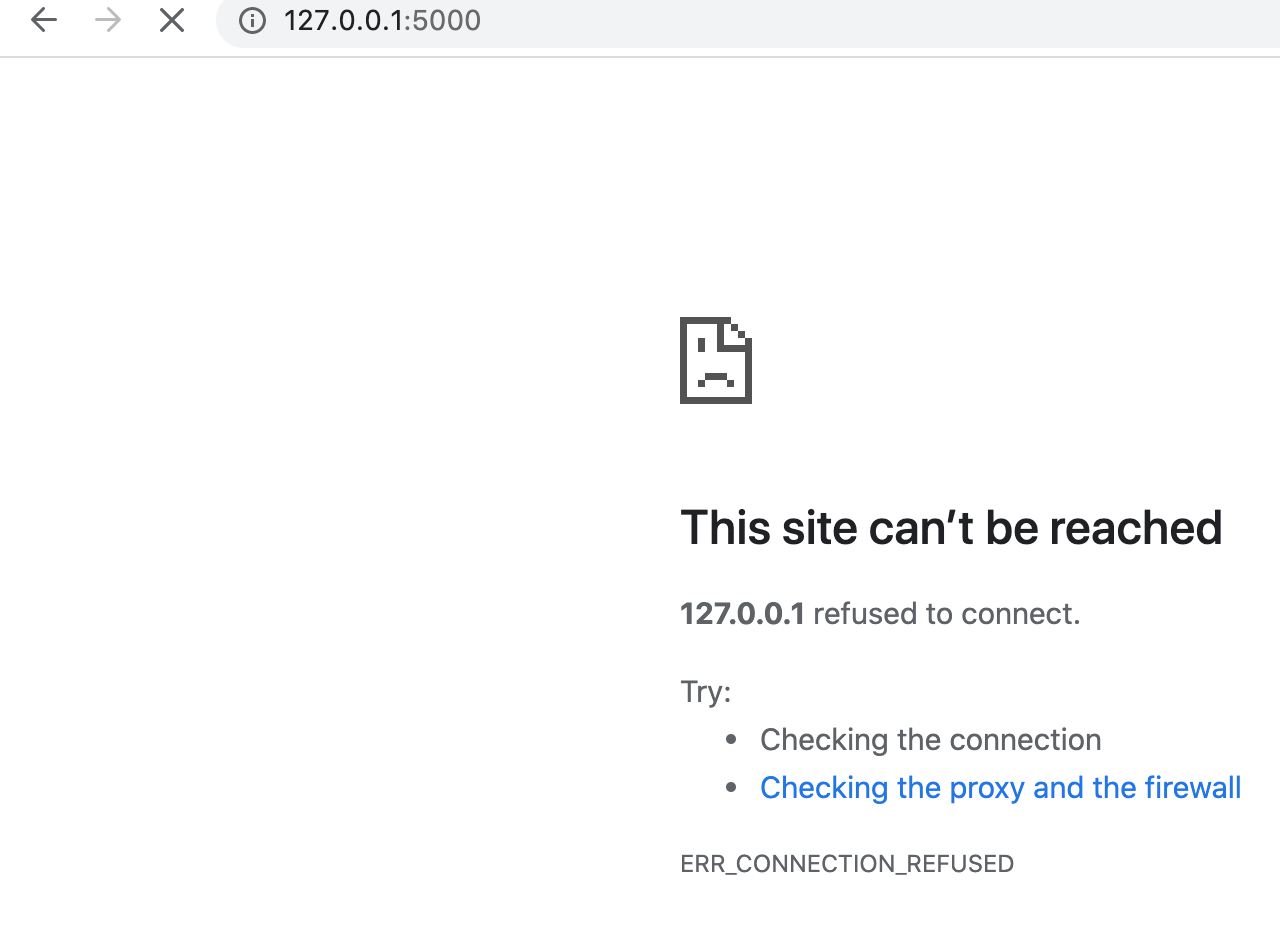 127.0.0.1:5000
This site can’t be reached
127.0.0.1 refused to connect.
Try:
• Checking the connection
• Checking the proxy and the firewall
ERR_CONNECTION_REFUSED